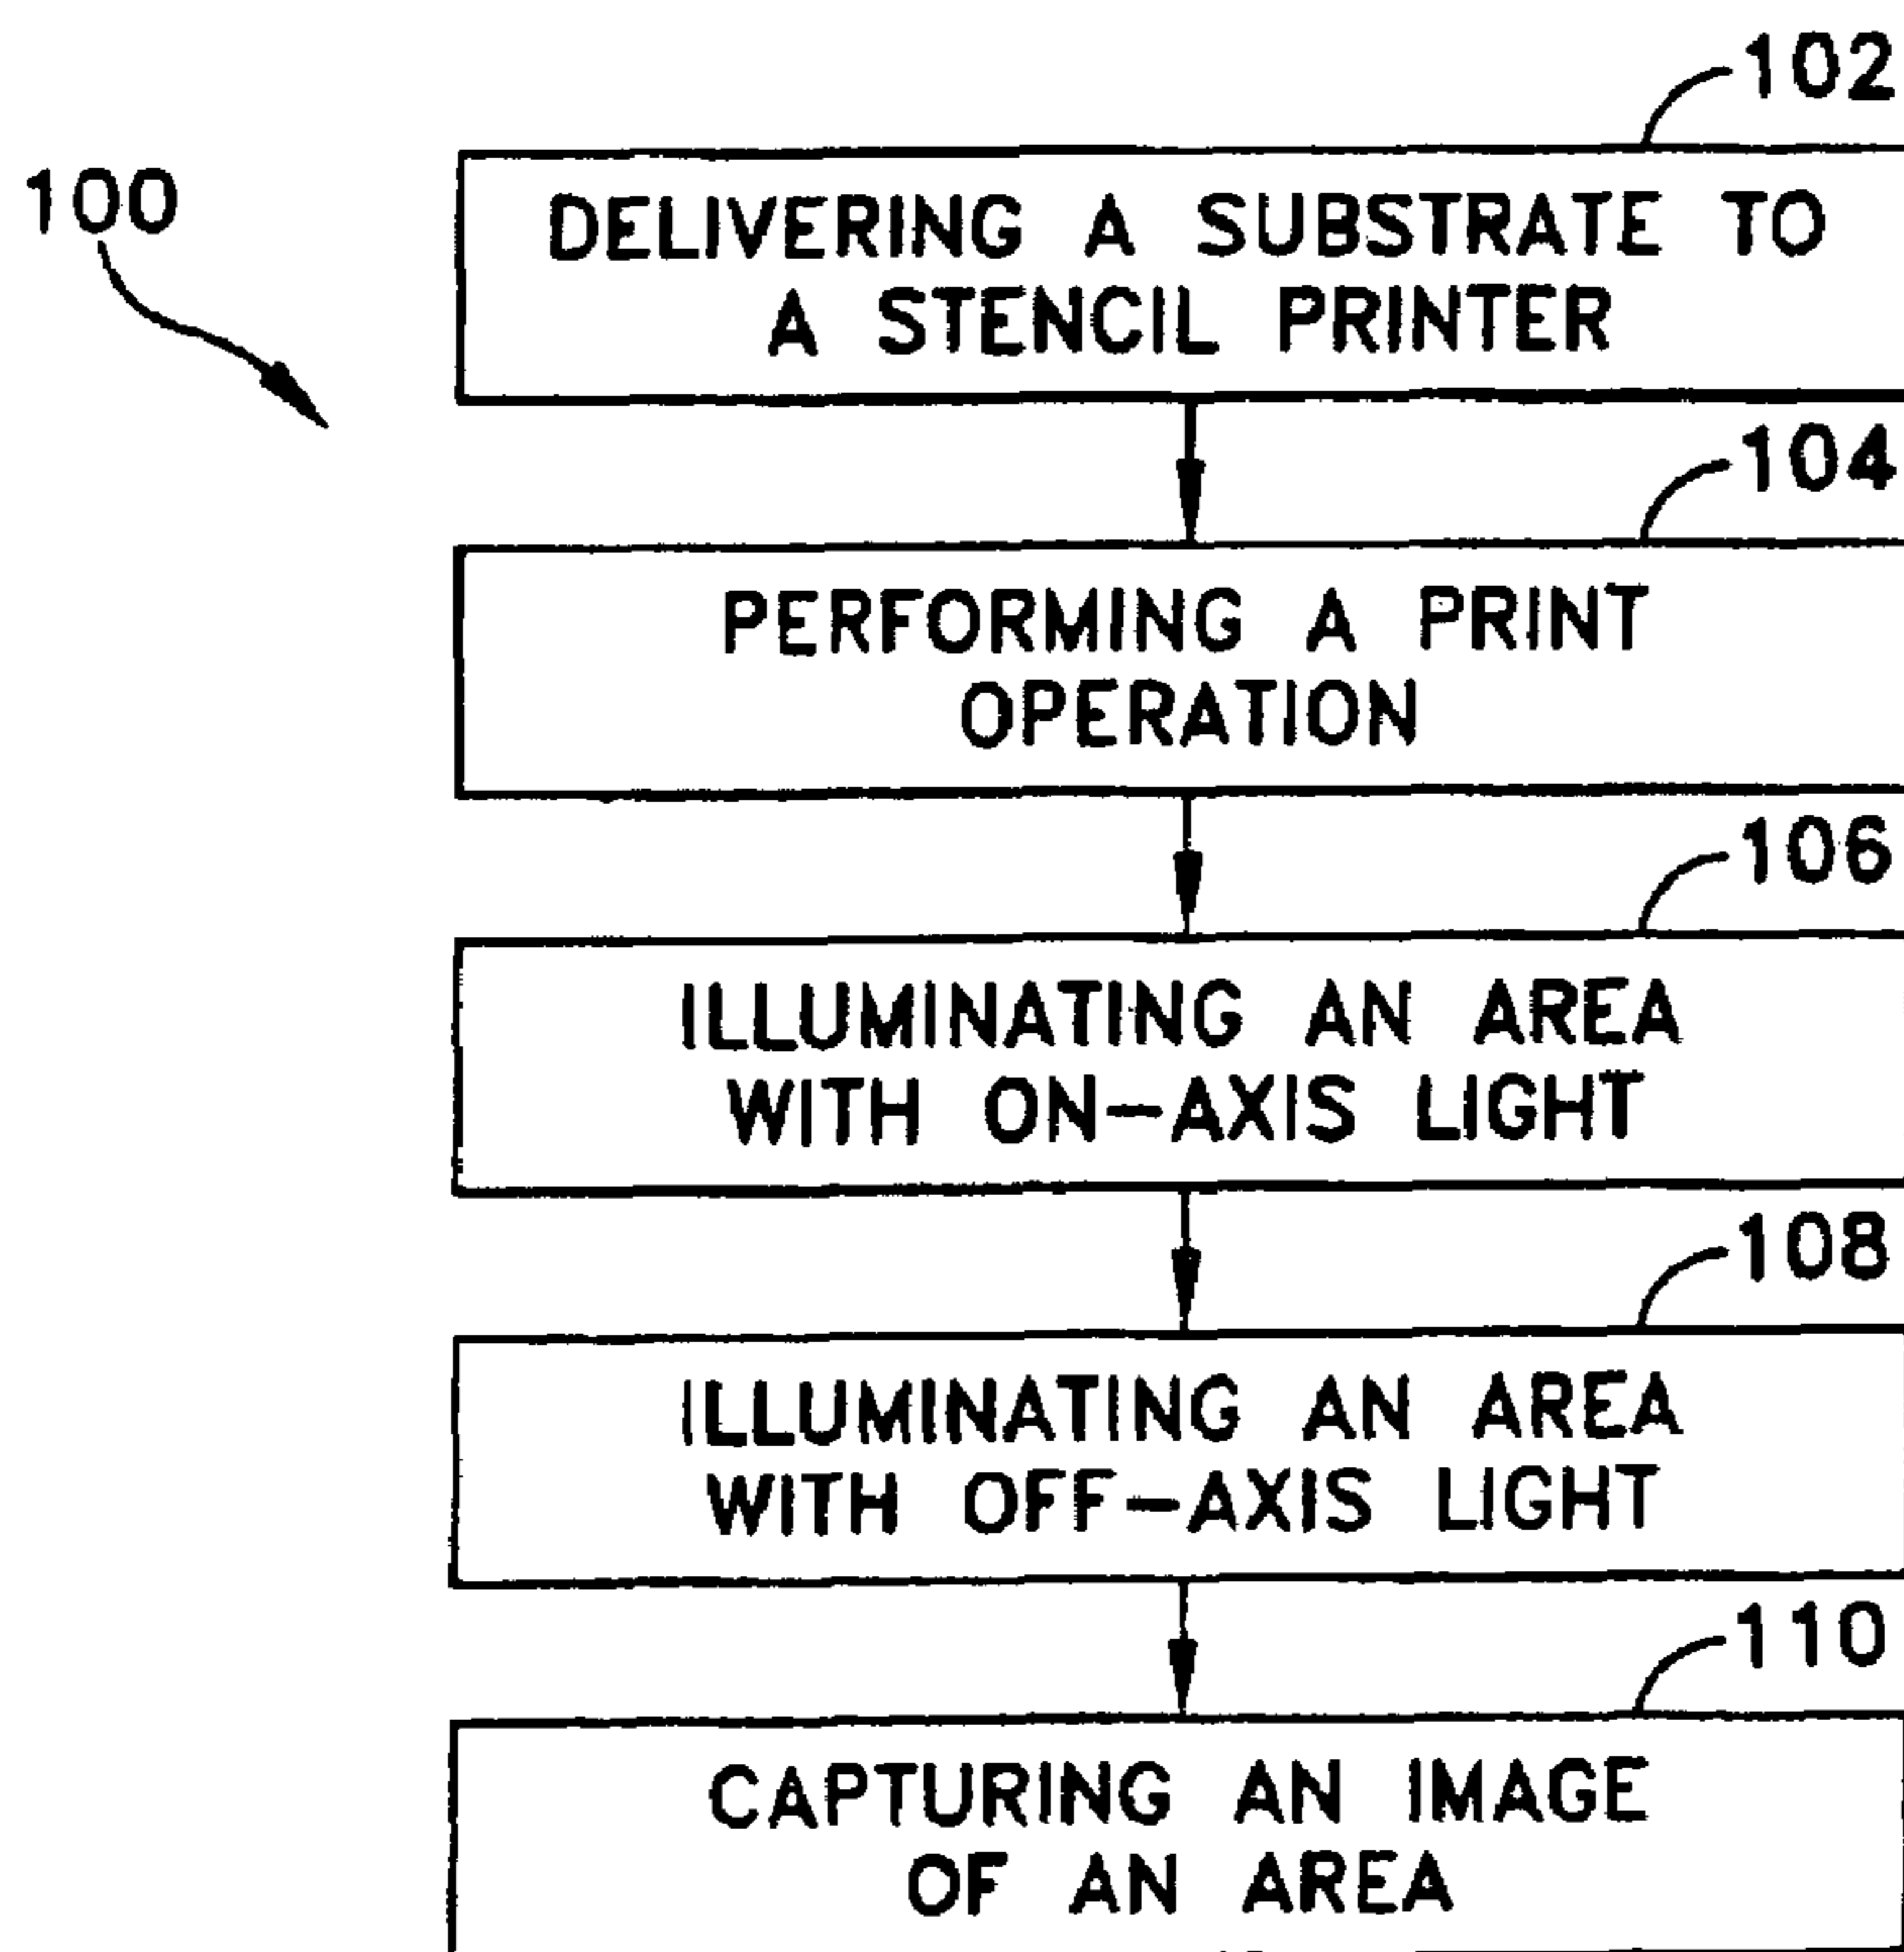 102
100
DELIVERING A SUBSTRATE TO
A STENCIL PRINTER
104
PERFORMING A PRINT
OPERATION
106
ILLUMINATING AN AREA
WITH ON-AXIS LIGHT
108
ILLUMINATING AN AREA
WITH OFF-AXIS LIGHT
110
CAPTURING AN IMAGE
OF AN AREA